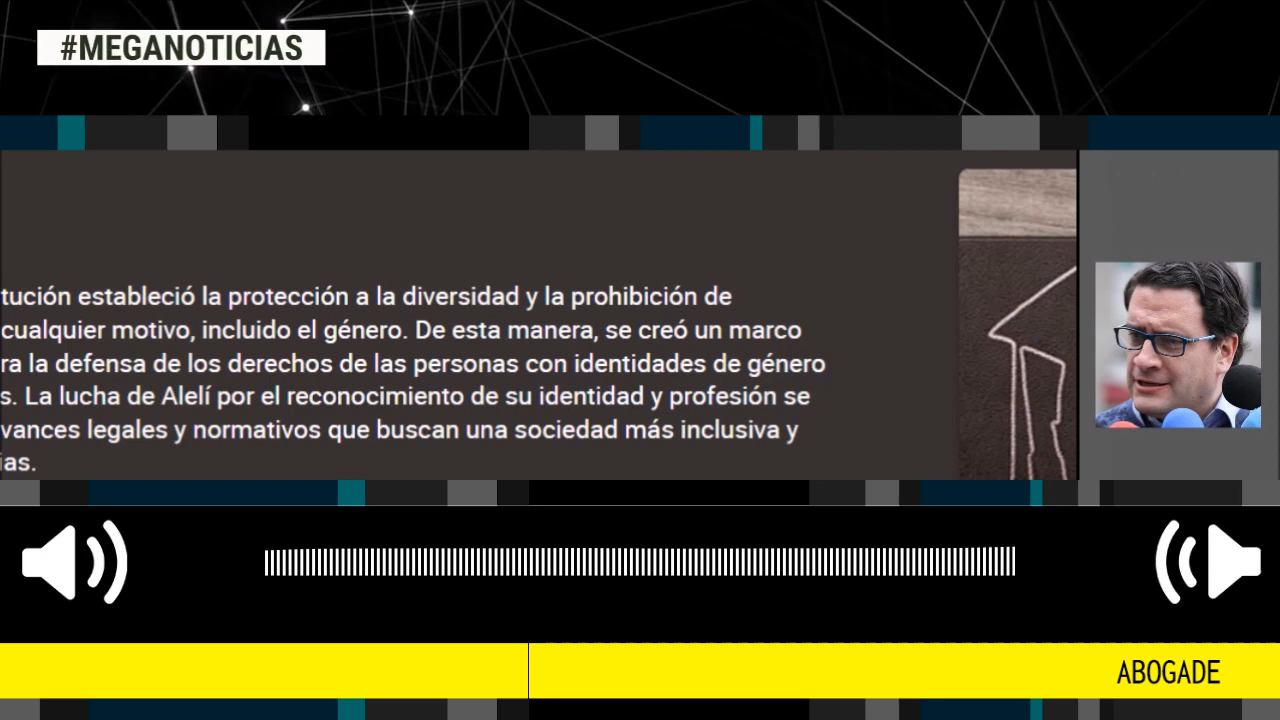 #MEGANOTICIAS
tución estableció la protección a la diversidad y la prohibición de
cualquier motivo, incluido el género. De esta manera, se creó un marco
ra la defensa de los derechos de las personas con identidades de género
s. La lucha de Alelí por el reconocimiento de su identidad y profesión se
vances legales y normativos que buscan una sociedad más inclusiva y
ias.
ABOGADE